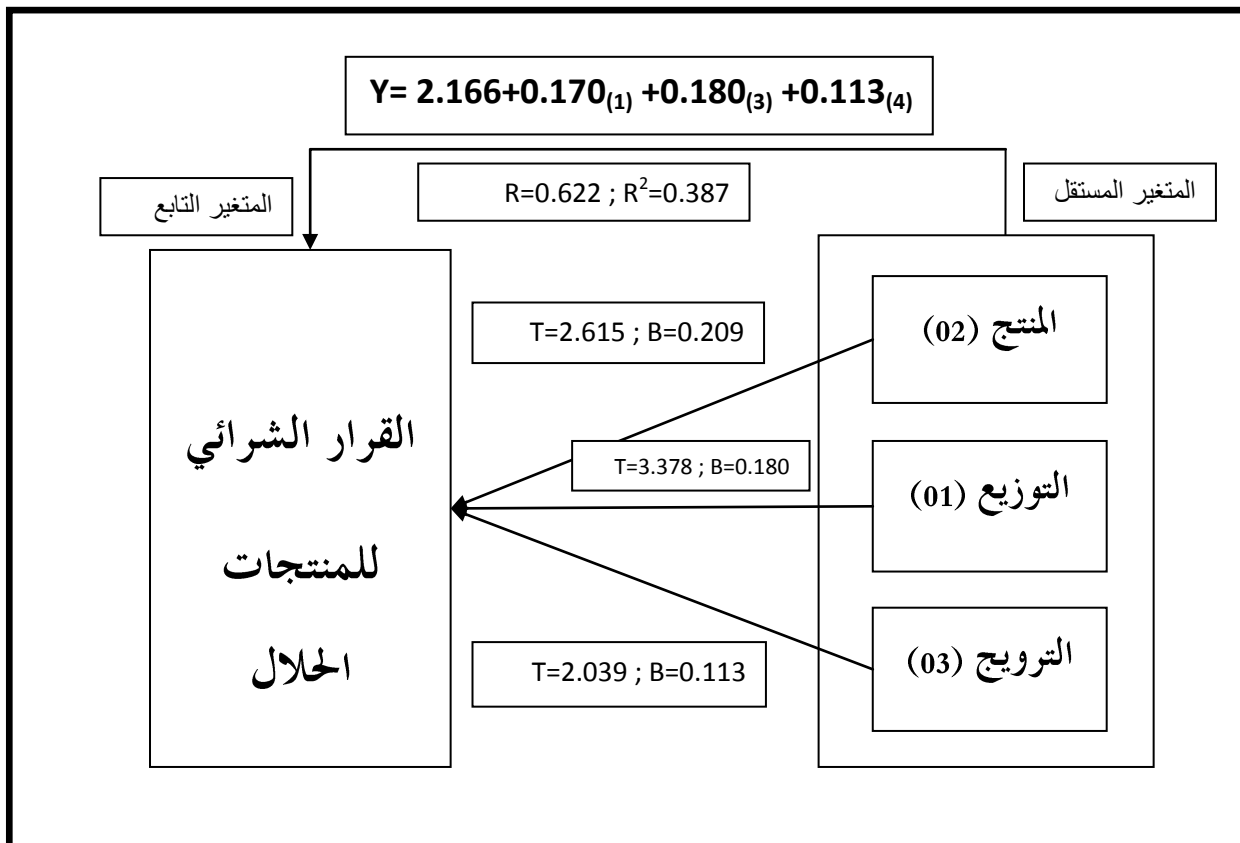 Y= 2.166+0.170(1) +0.180(3) +0.113(4)
R=0.622 ; R²=0.387
المتغير المستقل
المتغير التابع
المنتج (02)
T=2.615 ; B=0.209
القرار الشرائي
للمنتجات
الحلال
T=3.378 ; B=0.180
التوزيع (01)
الترويج (03)
T=2.039 ; B=0.113